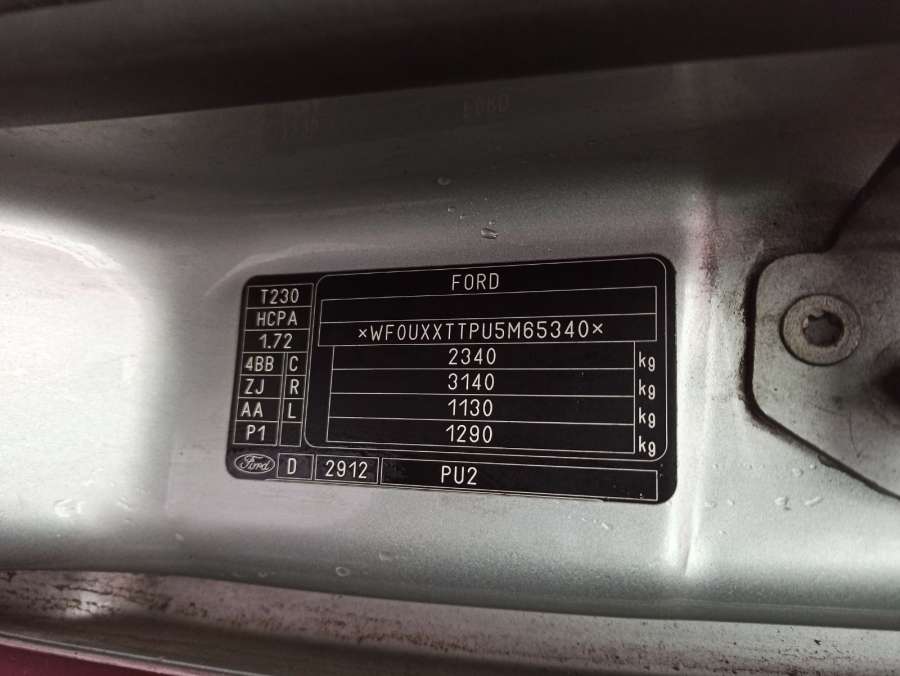 FORD
T230
HCPA
1.72
4BB C
ZJ R
AA L
P1
*WF0UXXTTPU5M65340*
2340 kg
3140 kg
1130 kg
1290 kg
Ford D 2912 PU2